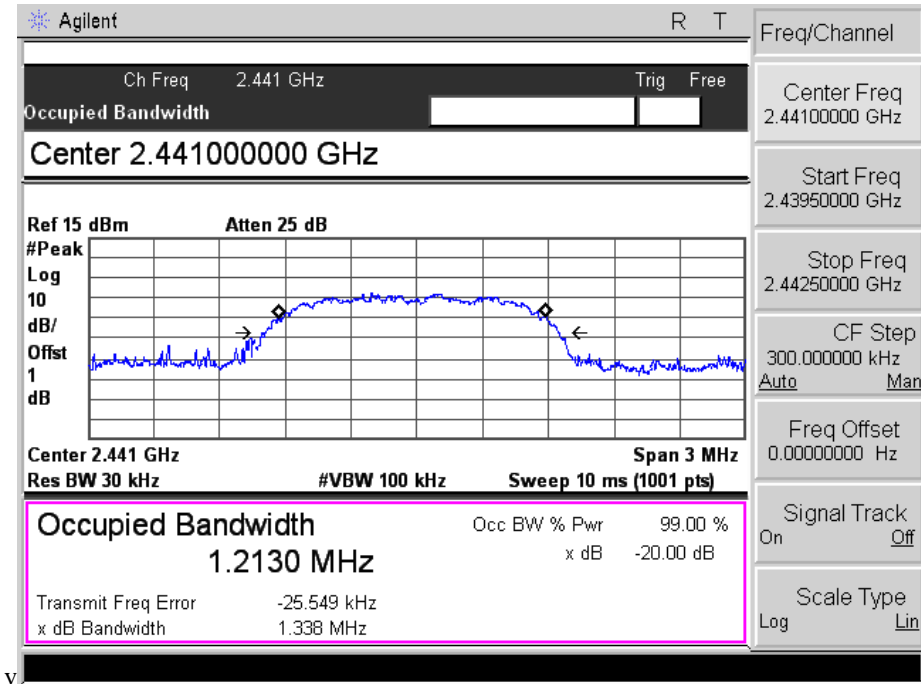 Agilent R T
Ch Freq 2.441 GHz Trig Free
Occupied Bandwidth
Center 2.441000000 GHz
Ref 15 dBm Atten 25 dB
#Peak
Log
10
dB/
Offst
1
dB
Center 2.441 GHz Span 3 MHz
Res BW 30 kHz #VBW 100 kHz Sweep 10 ms (1001 pts)
Occupied Bandwidth Occ BW % Pwr 99.00 %
1.2130 MHz x dB -20.00 dB
Transmit Freq Error -25.549 kHz
x dB Bandwidth 1.338 MHz
Freq/Channel
Center Freq
2.44100000 GHz
Start Freq
2.43950000 GHz
Stop Freq
2.44250000 GHz
CF Step
300.000000 kHz
Auto Man
Freq Offset
0.00000000 Hz
Signal Track
On Off
Scale Type
Log Lin
v